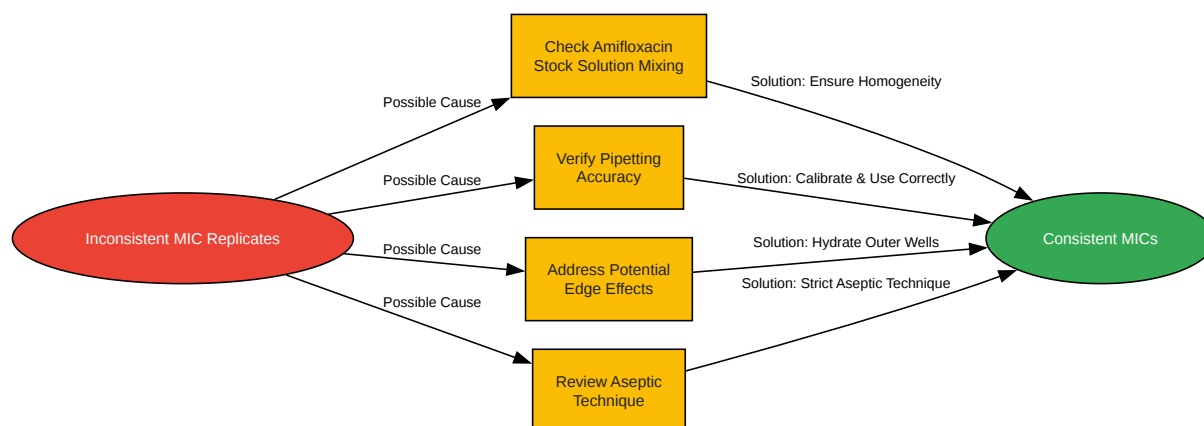 Check Amifloxacin
Stock Solution Mixing
Solution: Ensure Homogeneity
Possible Cause
Verify Pipetting
Accuracy
Possible Cause
Solution: Calibrate & Use Correctly
Inconsistent MIC Replicates
Consistent MICs
Possible Cause
Solution: Hydrate Outer Wells
Address Potential
Edge Effects
Solution: Strict Aseptic Technique
Possible Cause
Review Aseptic
Technique